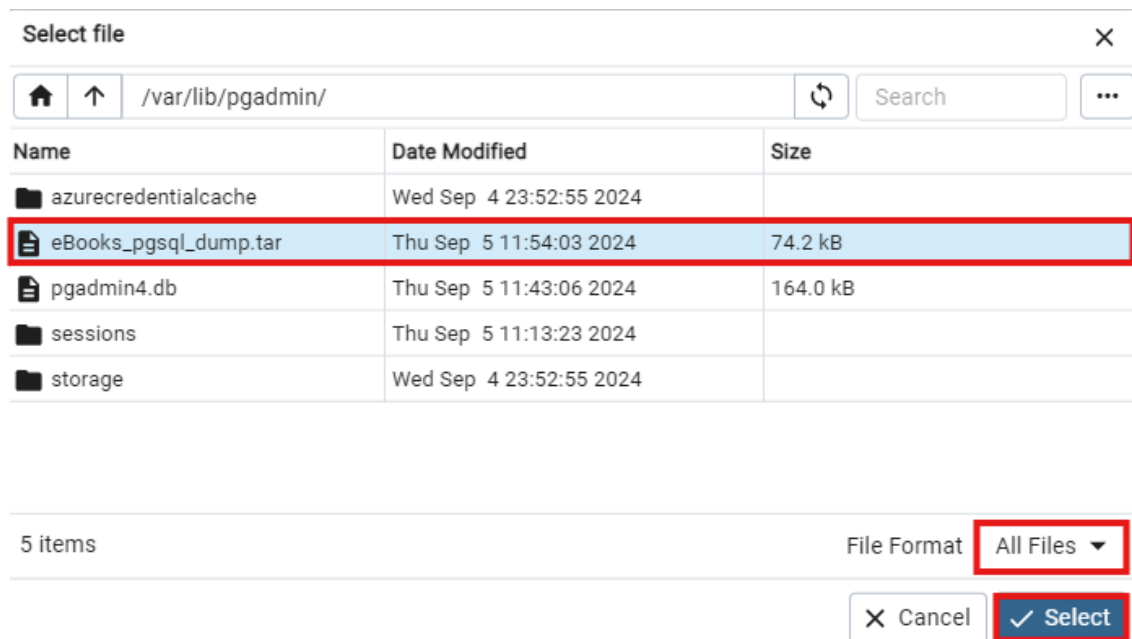 Select file
/var/lib/pgadmin/ Search
Name Date Modified Size
azurecredentialcache Wed Sep  4 23:52:55 2024
eBooks_pgsql_dump.tar Thu Sep  5 11:54:03 2024 74.2 kB
pgadmin4.db Thu Sep  5 11:43:06 2024 164.0 kB
sessions Thu Sep  5 11:13:23 2024
storage Wed Sep  4 23:52:55 2024
5 items File Format All Files
Cancel Select